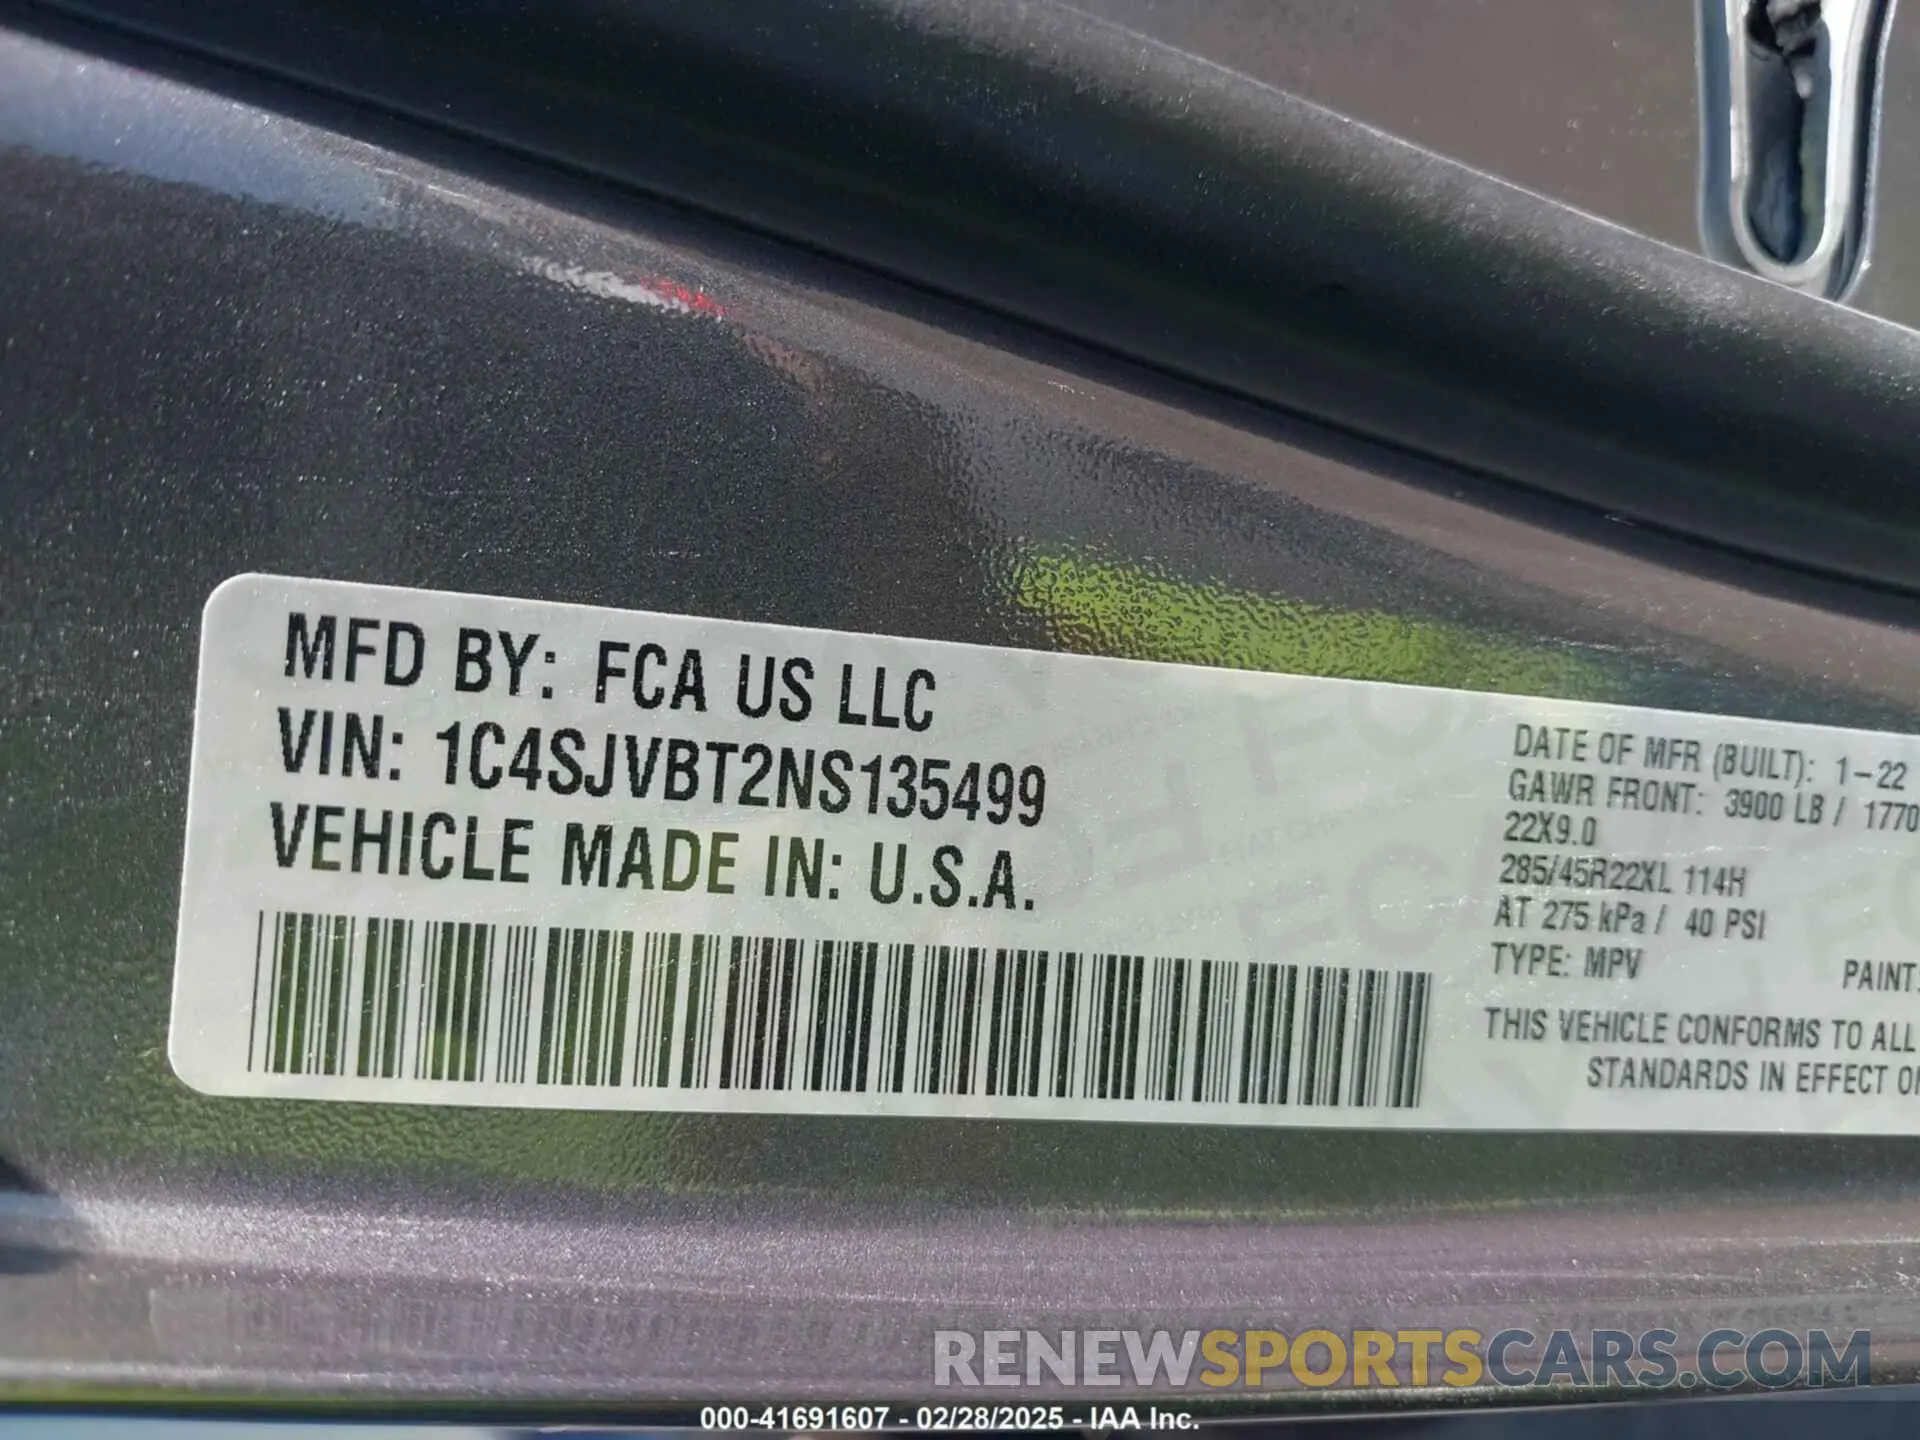 MFD BY: FCA US LLC
VIN: 1C4SJVBT2NS135499
VEHICLE MADE IN: U.S.A.
DATE OF MFR (BUILT): 1-22
GAWR FRONT: 3900 LB / 1770
22X9.0
285/45R22XL 114H
AT 275 kPa / 40 PSI
TYPE: MPV
PAINT:
THIS VEHICLE CONFORMS TO ALL
STANDARDS IN EFFECT
RENEWSPORTSCARS.COM
000-41691607 - 02/28/2025 - IAA Inc.